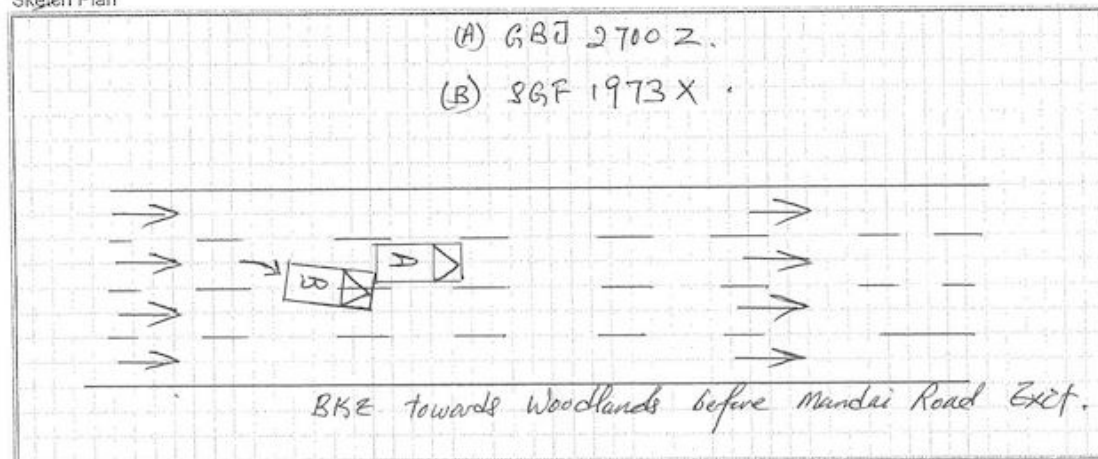 Sketch Plan
(A) GBJ 2700 Z.
(B) SGF 1973 X.
A
B
BKE towards Woodlands before Mandai Road Exit.